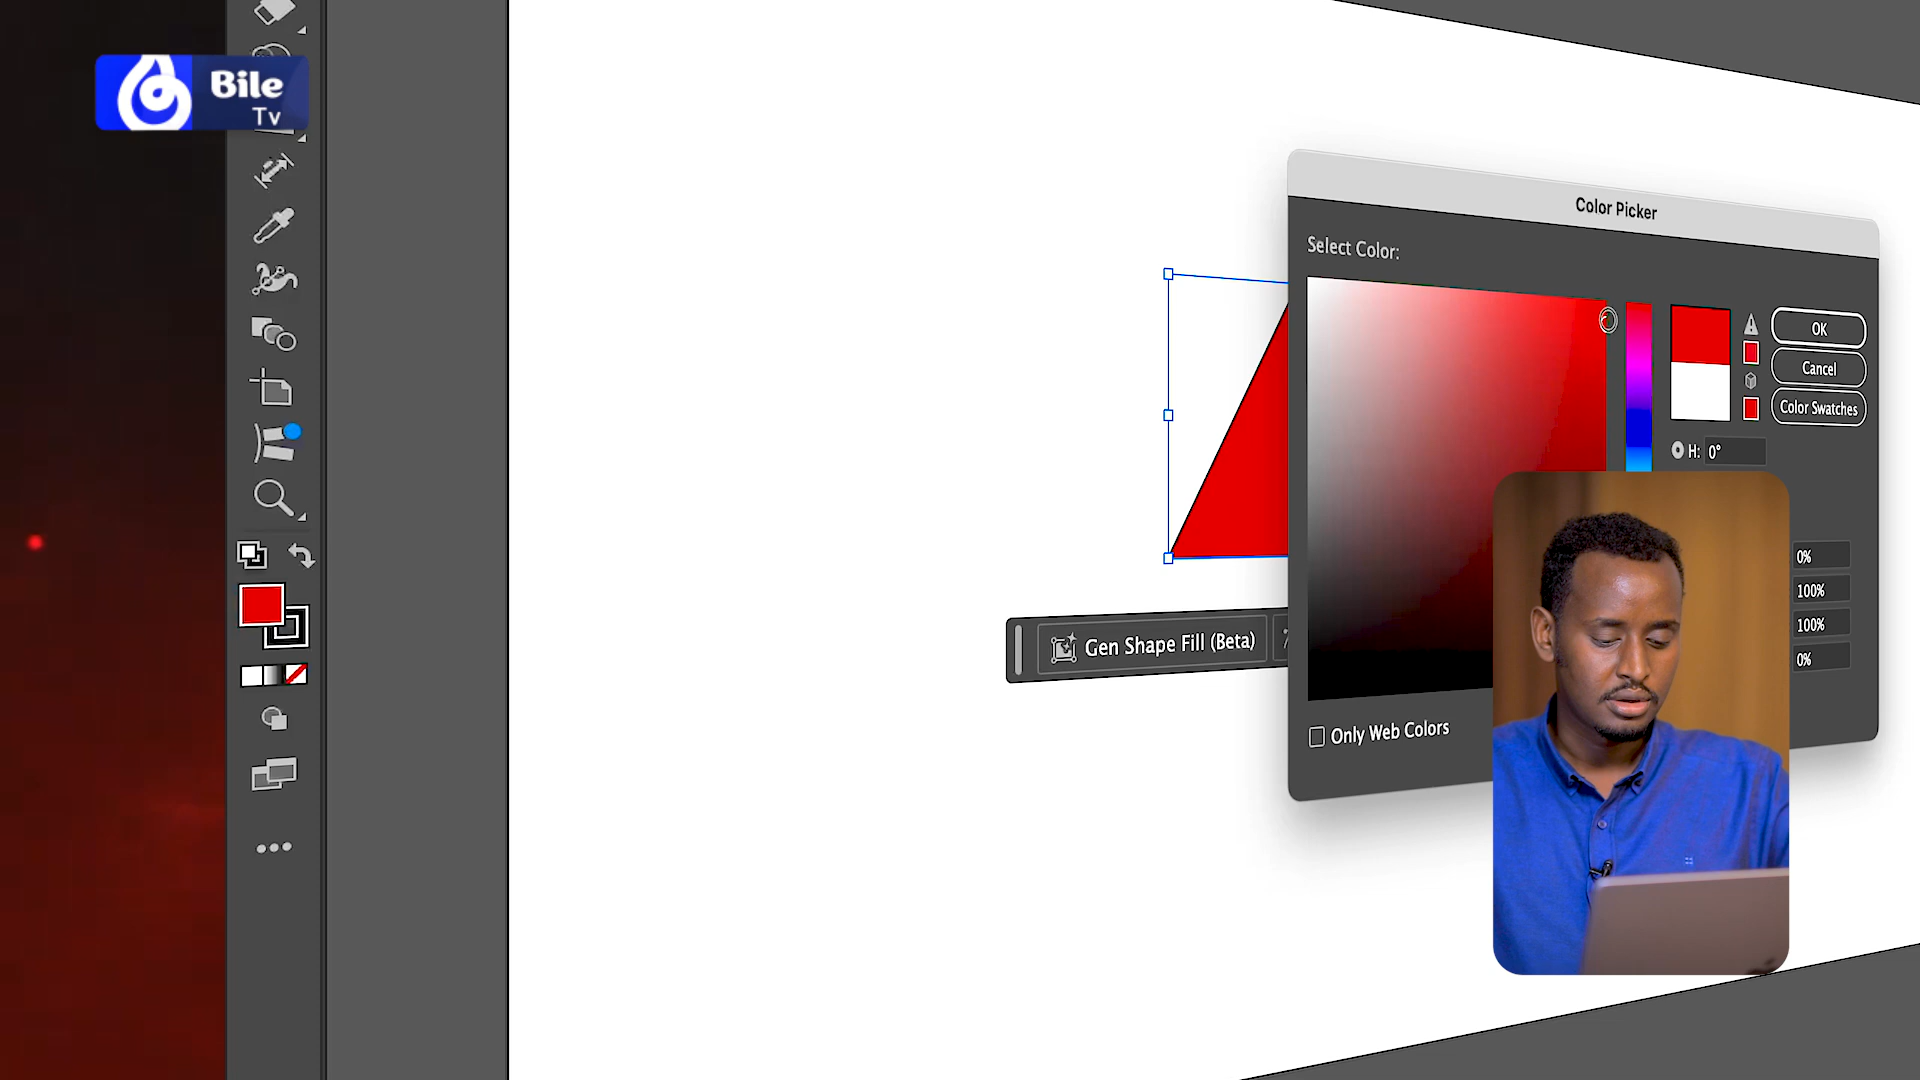 Bile
Tv
Color Picker
Select Color:
OK
Cancel
Color Swatches
H: 0°
0%
100%
100%
0%
Gen Shape Fill (Beta)
Only Web Colors